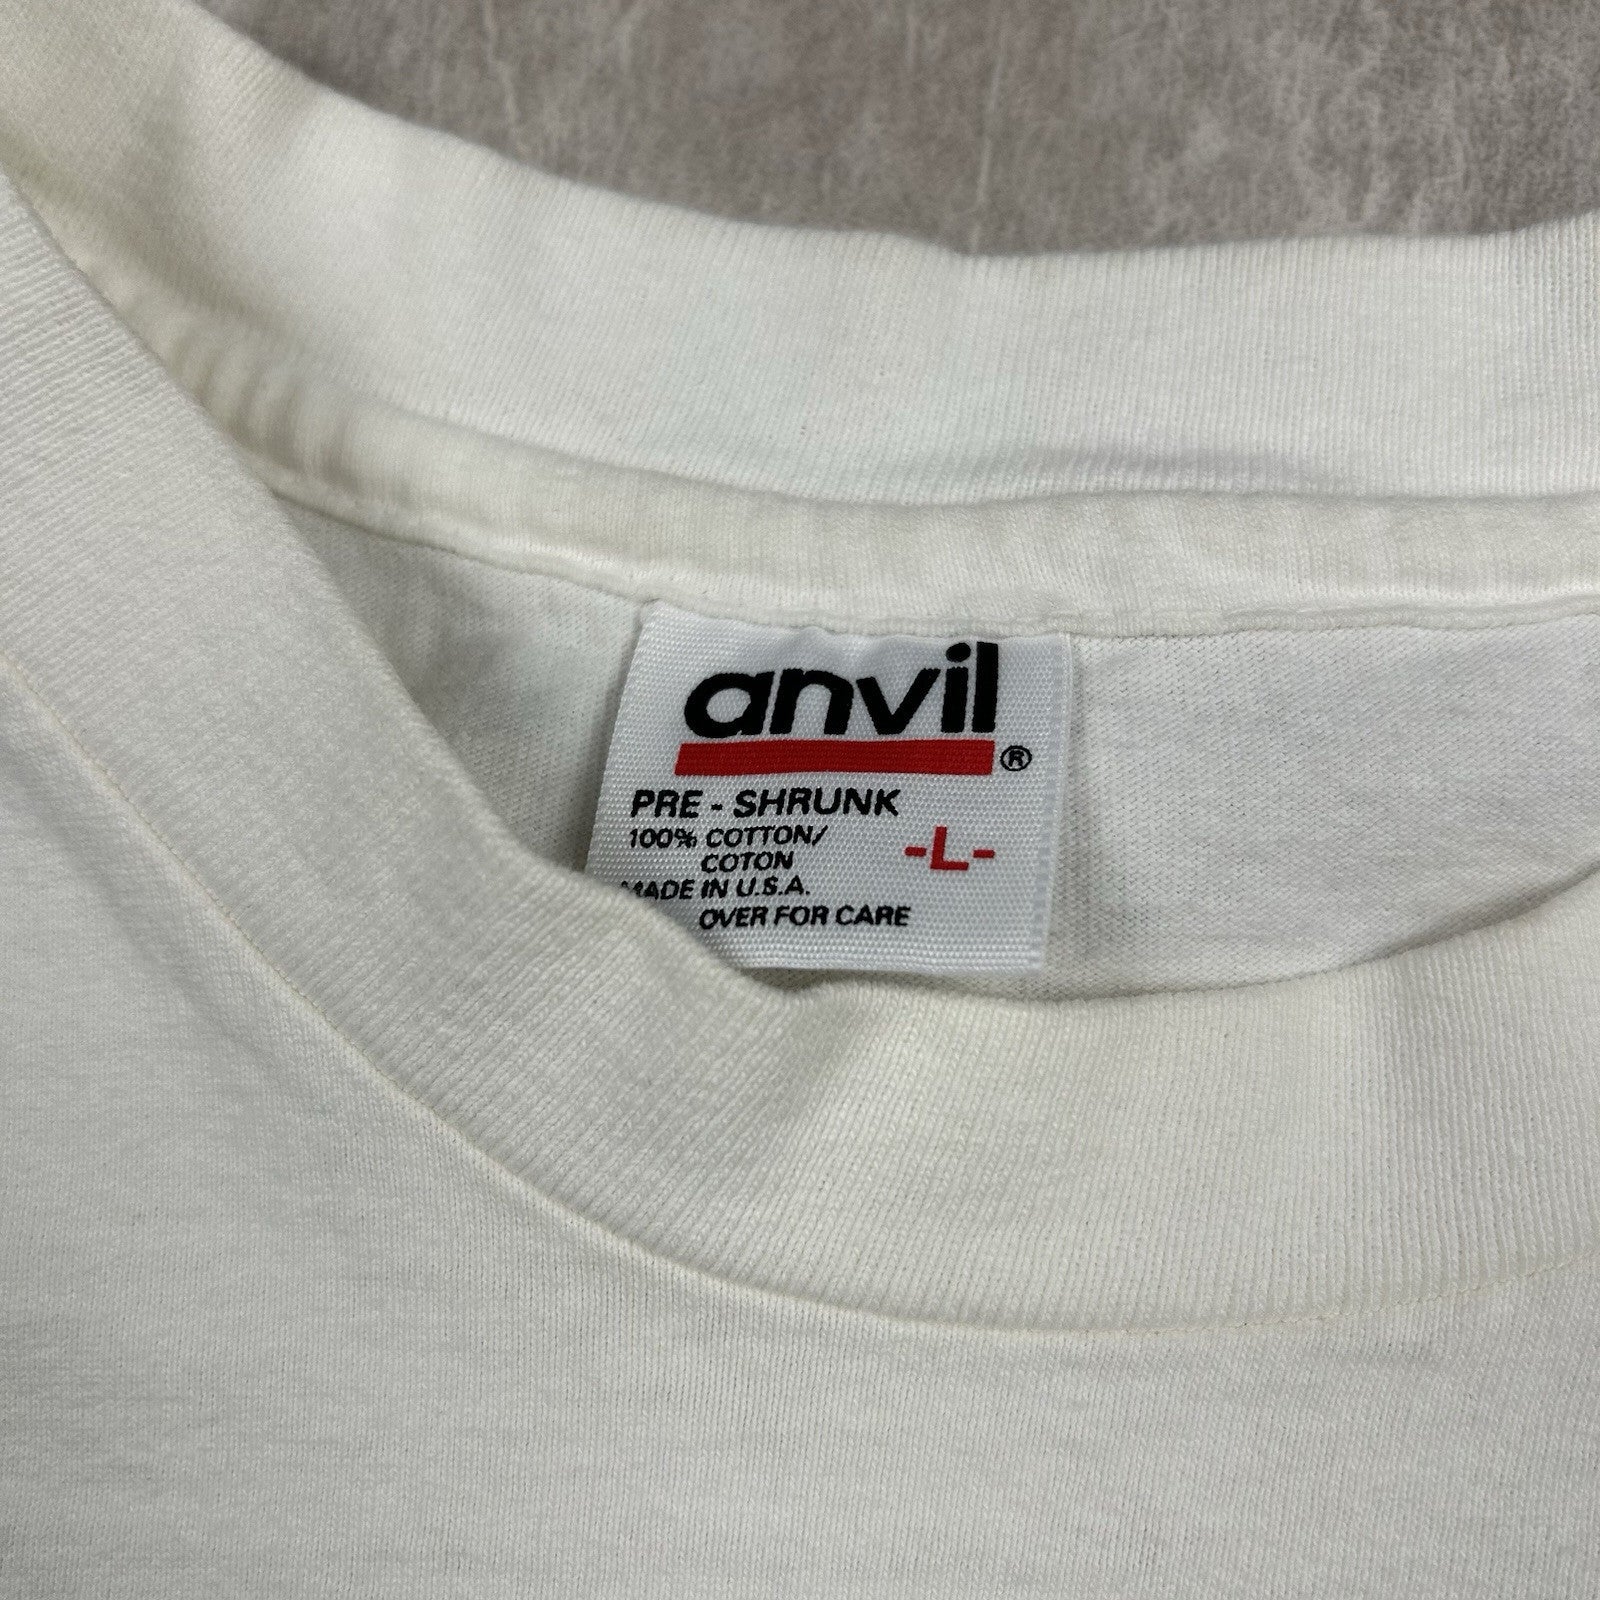 anvil®
PRE - SHRUNK
100% COTTON/
COTON
-L-
MADE IN U.S.A.
OVER FOR CARE